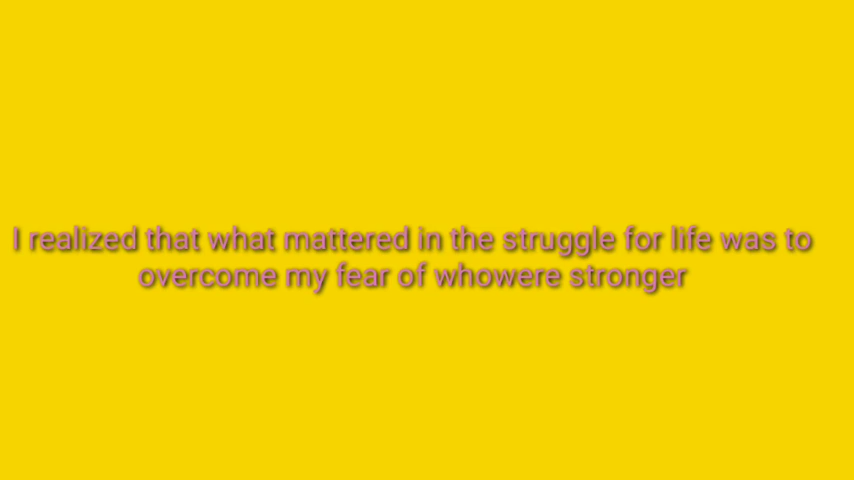 I realized that what mattered in the struggle for life was to
overcome my fear of whowere stronger